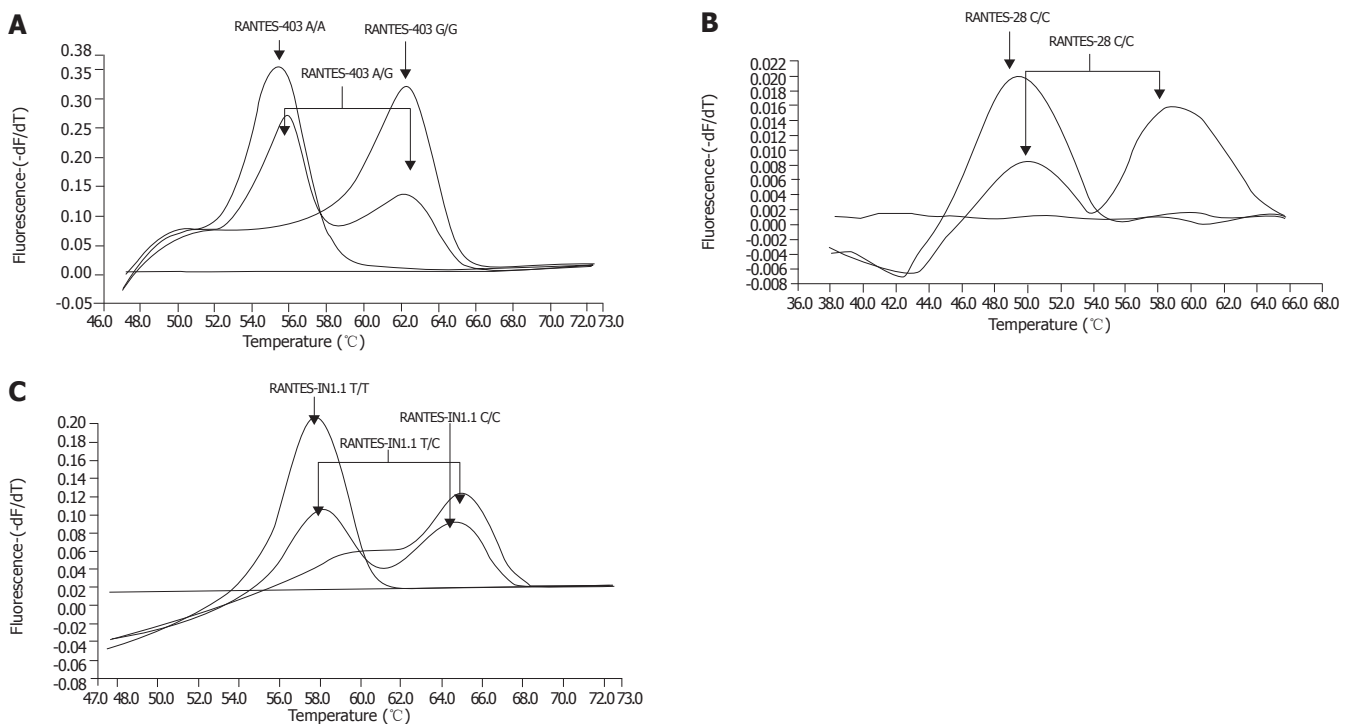 A
RANTES-403 A/A
RANTES-403 G/G
RANTES-403 A/G
Fluorescence-(-dF/dT)
0.38
0.35
0.30
0.25
0.15
0.10
0.05
0.00
-0.05
46.0 48.0 50.0 52.0 54.0 56.0 58.0 60.0 62.0 64.0 66.0 68.0 70.0 72.0 73.0
Temperature (℃)
B
RANTES-28 C/C
RANTES-28 C/C
Fluorescence-(-dF/dT)
0.022
0.020
0.018
0.016
0.014
0.012
0.010
0.008
0.006
0.004
0.002
0.000
-0.002
-0.004
-0.006
-0.008
36.0 38.0 40.0 42.0 44.0 46.0 48.0 50.0 52.0 54.0 56.0 58.0 60.0 62.0 64.0 66.0 68.0
Temperature (℃)
C
RANTES-IN1.1 T/T
RANTES-IN1.1 C/C
RANTES-IN1.1 T/C
Fluorescence-(-dF/dT)
0.20
0.18
0.16
0.14
0.12
0.10
0.08
0.06
0.04
0.02
0.00
-0.02
-0.04
-0.06
-0.08
47.0 48.0 50.0 52.0 54.0 56.0 58.0 60.0 62.0 64.0 66.0 68.0 70.0 72.0 73.0
Temperature (℃)